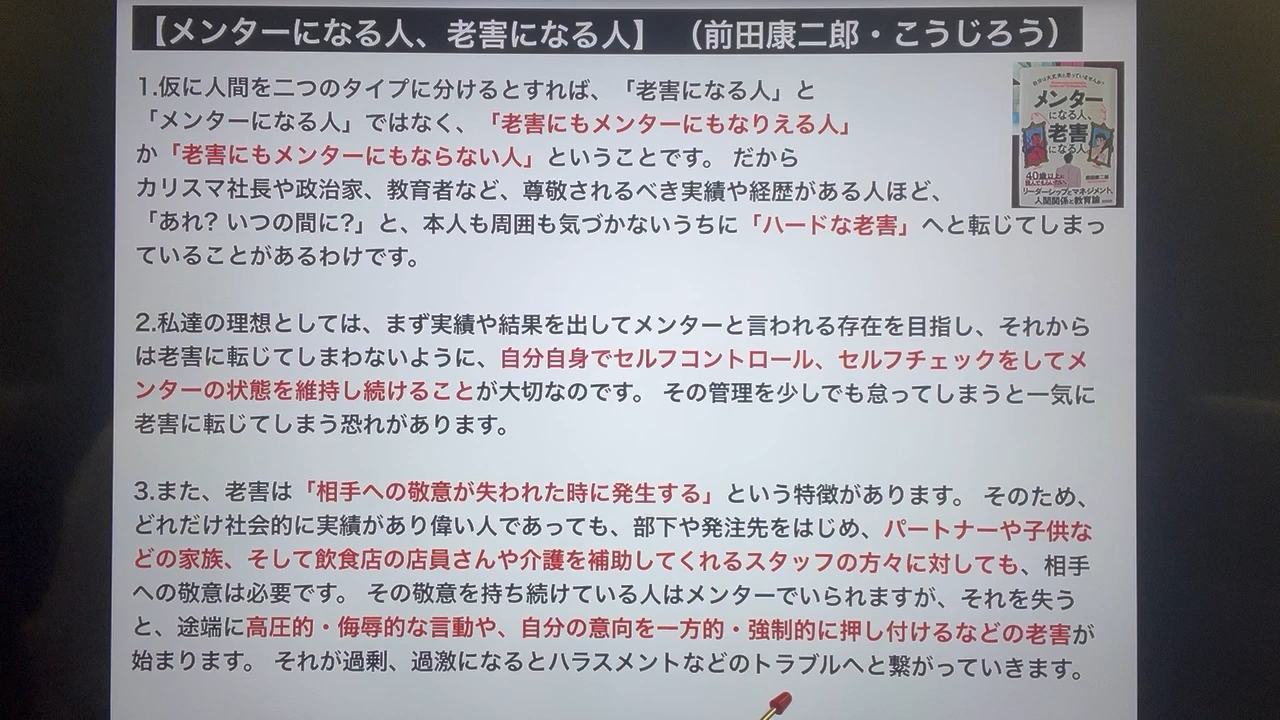 【メンターになる人、老害になる人】 （前田康二郎・こうじろう）
1.仮に人間を二つのタイプに分けるとすれば、「老害になる人」と
「メンターになる人」ではなく、「老害にもメンターにもなりえる人」
か「老害にもメンターにもならない人」ということです。 だから
カリスマ社長や政治家、教育者など、尊敬されるべき実績や経歴がある人ほど、
「あれ? いつの間に?」と、本人も周囲も気づかないうちに「ハードな老害」へと転じてしまっ
ていることがあるわけです。
メンター
になる人、
老害
になる人。
40歳以上に
リーダーシップとマネジメント、
人間関係と教育論
2.私達の理想としては、まず実績や結果を出してメンターと言われる存在を目指し、それから
は老害に転じてしまわないように、自分自身でセルフコントロール、セルフチェックをしてメ
ンターの状態を維持し続けることが大切なのです。 その管理を少しでも怠ってしまうと一気に
老害に転じてしまう恐れがあります。
3.また、老害は「相手への敬意が失われた時に発生する」という特徴があります。 そのため、
どれだけ社会的に実績があり偉い人であっても、部下や発注先をはじめ、パートナーや子供な
どの家族、そして飲食店の店員さんや介護を補助してくれるスタッフの方々に対しても、相手
への敬意は必要です。 その敬意を持ち続けている人はメンターでいられますが、それを失う
と、途端に高圧的・侮辱的な言動や、自分の意向を一方的・強制的に押し付けるなどの老害が
始まります。 それが過剰、過激になるとハラスメントなどのトラブルへと繋がっていきます。